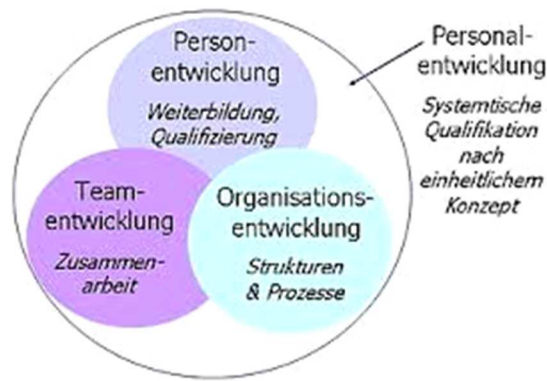 Person-
entwicklung
Weiterbildung,
Qualifizierung
Team-
entwicklung
Zusammen-
arbeit
Organisations-
entwicklung
Strukturen
& Prozesse
Personal-
entwicklung
Systemtische
Qualifikation
nach
einheitlichem
Konzept